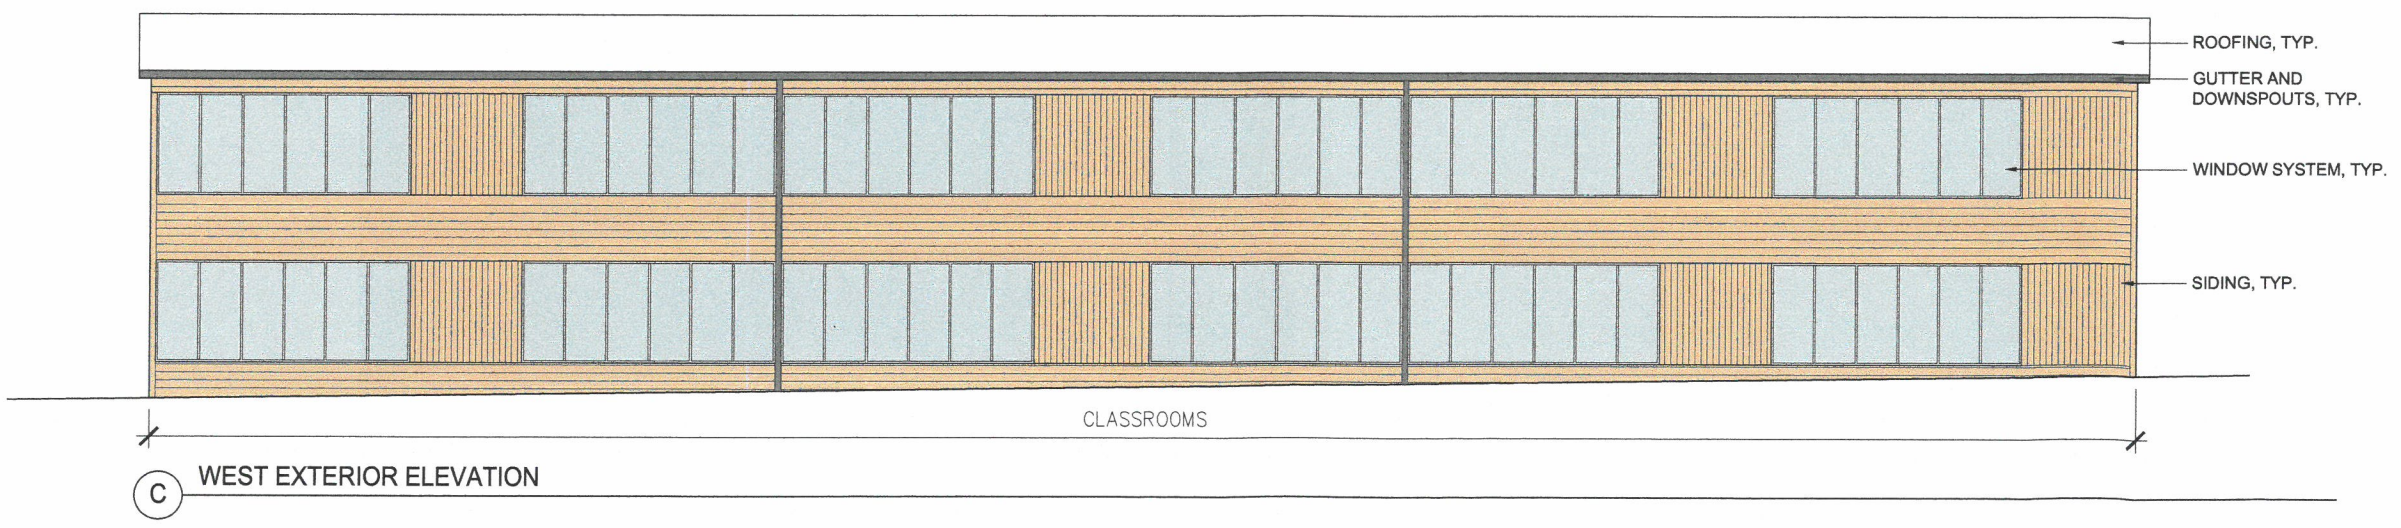 ROOFING, TYP.
GUTTER AND
DOWNSPOUTS, TYP.
WINDOW SYSTEM, TYP.
SIDING, TYP.
CLASSROOMS
C WEST EXTERIOR ELEVATION